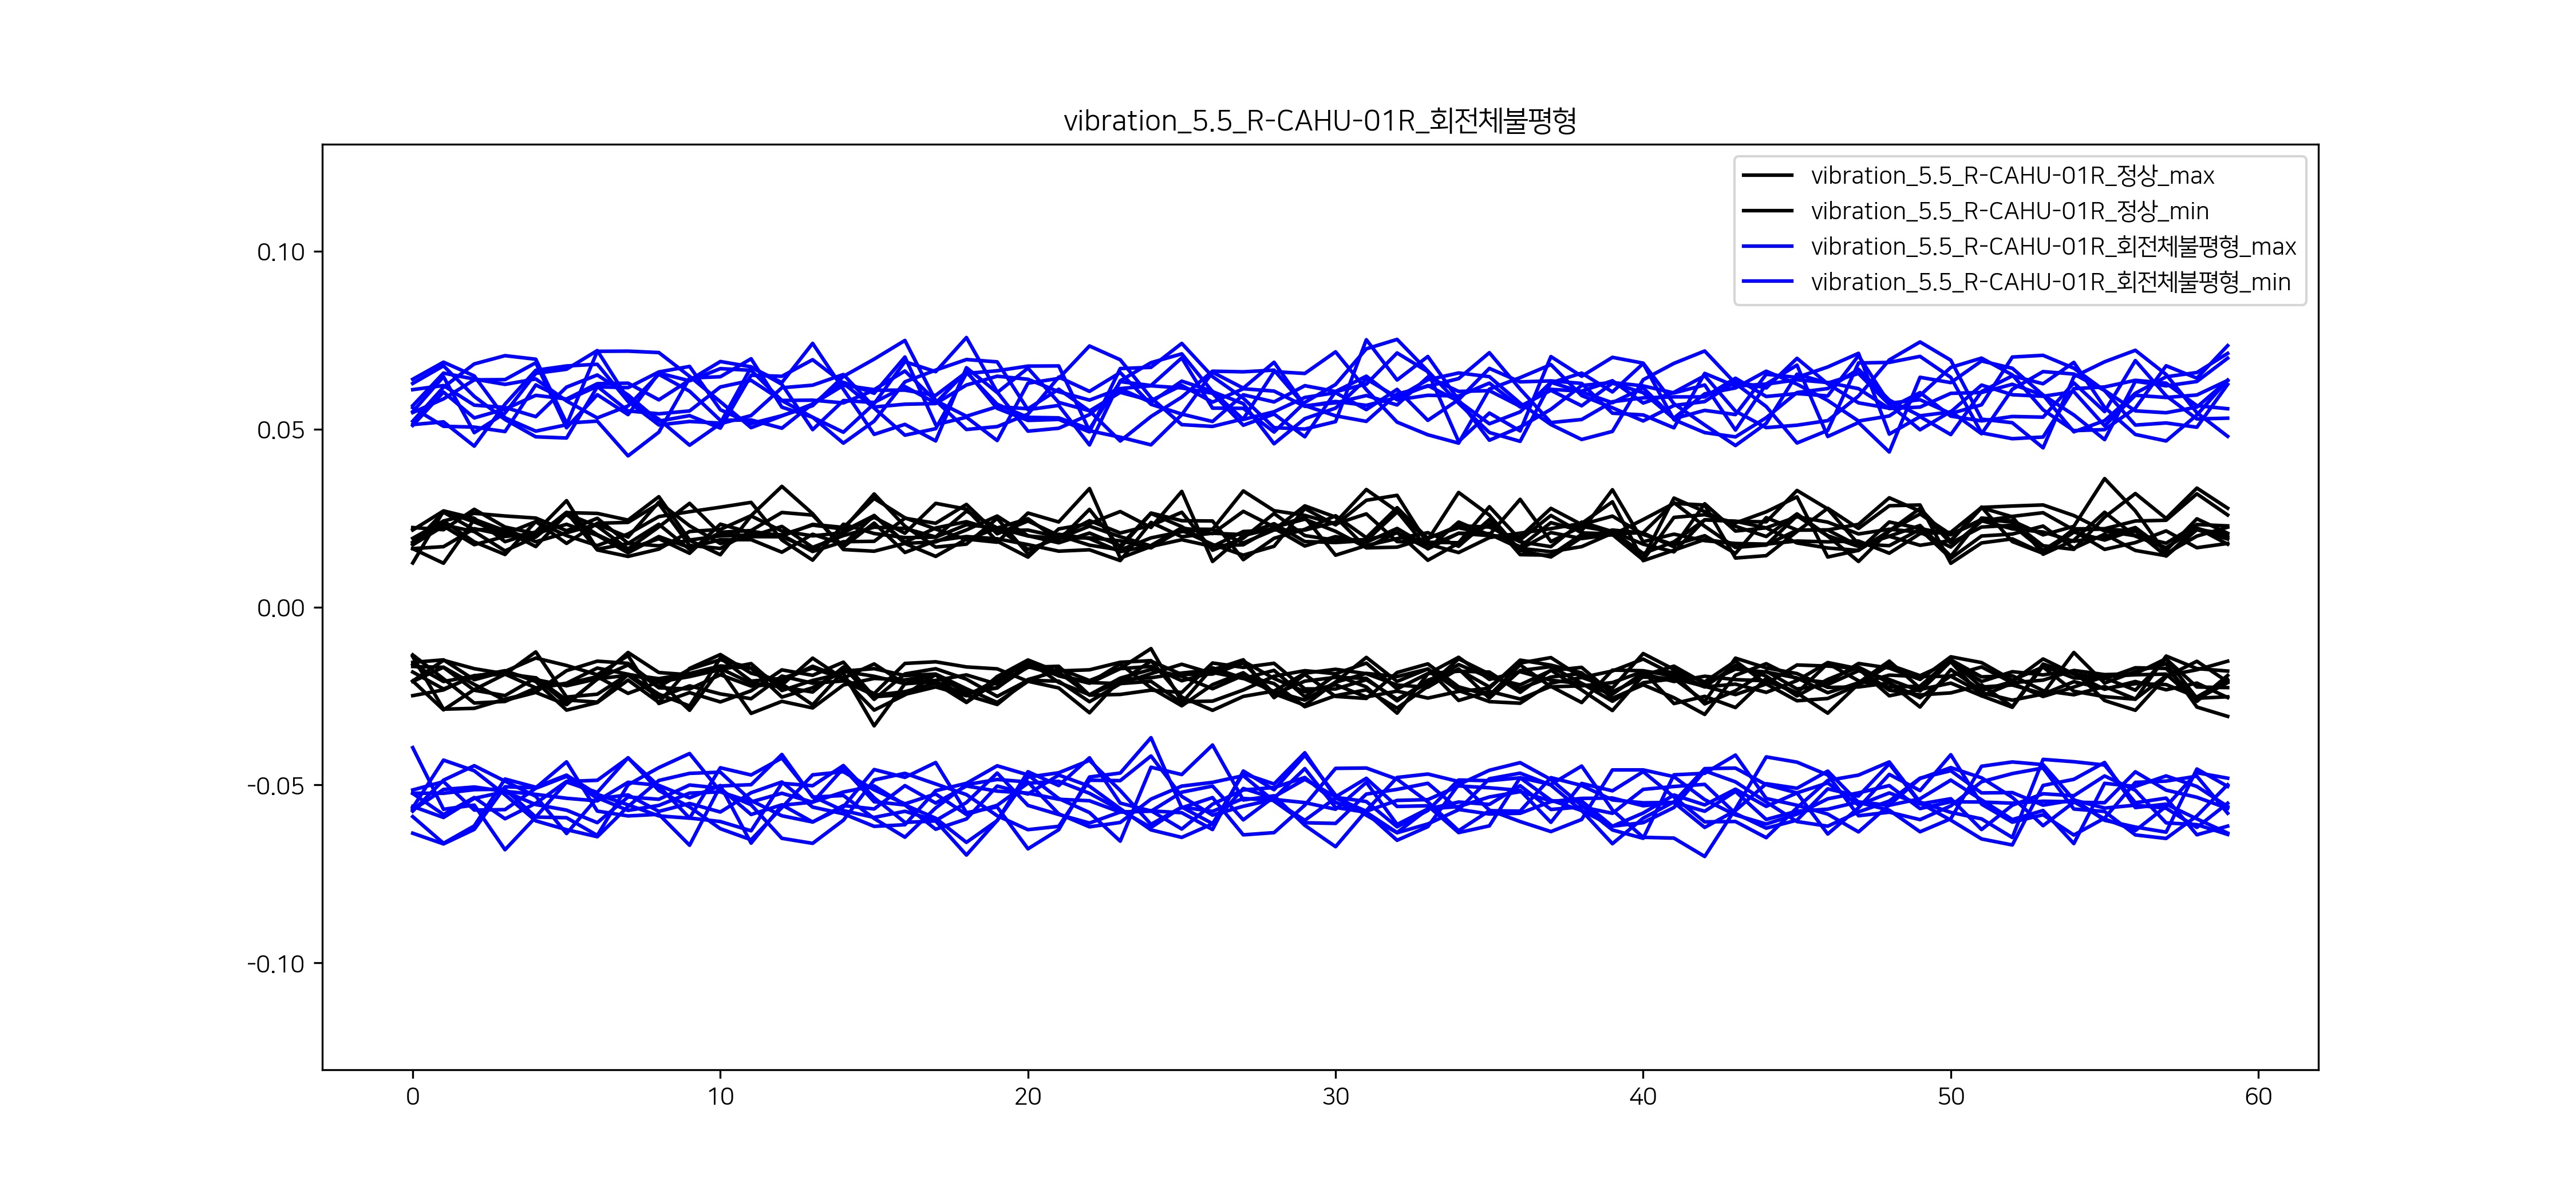 vibration_5.5_R-CAHU-01R_회전체불평형
vibration_5.5_R-CAHU-01R_정상_max
vibration_5.5_R-CAHU-01R_정상_min
vibration_5.5_R-CAHU-01R_회전체불평형_max
vibration_5.5_R-CAHU-01R_회전체불평형_min
0.10
0.05
0.00
-0.05
-0.10
0 10 20 30 40 50 60